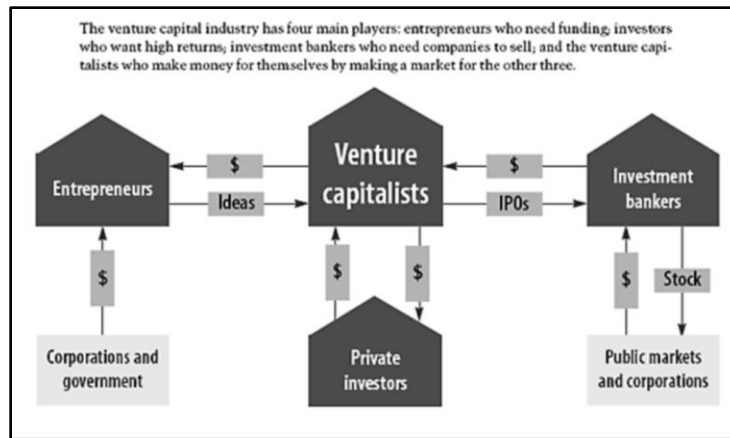 The venture capital industry has four main players: entrepreneurs who need funding; investors
who want high returns; investment bankers who need companies to sell; and the venture capi-
talists who make money for themselves by making a market for the other three.
Entrepreneurs
$
Ideas
Venture
capitalists
$
IPOs
Investment
bankers
$
$
$
$
Stock
Corporations and
government
Private
investors
Public markets
and corporations